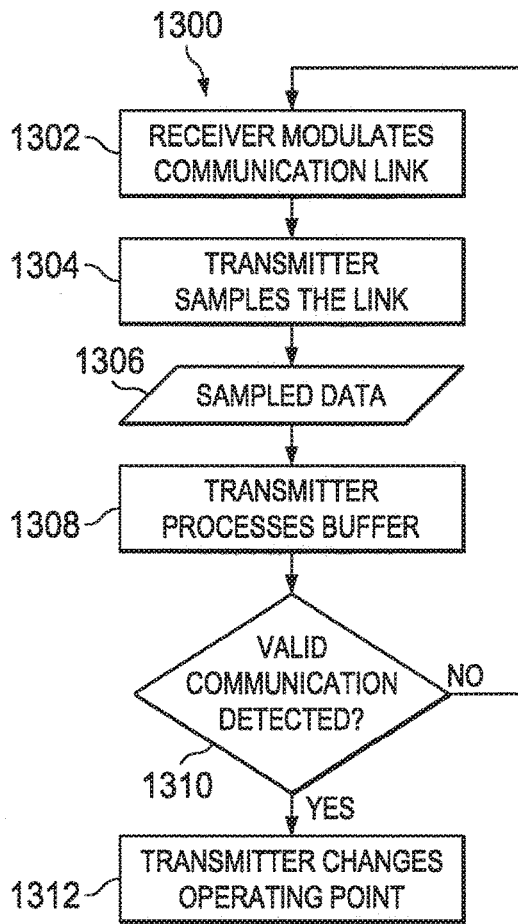 1300
1302
RECEIVER MODULATES
COMMUNICATION LINK
1304
TRANSMITTER
SAMPLES THE LINK
1306
SAMPLED DATA
1308
TRANSMITTER
PROCESSES BUFFER
VALID
COMMUNICATION
DETECTED?
NO
1310
YES
1312
TRANSMITTER CHANGES
OPERATING POINT